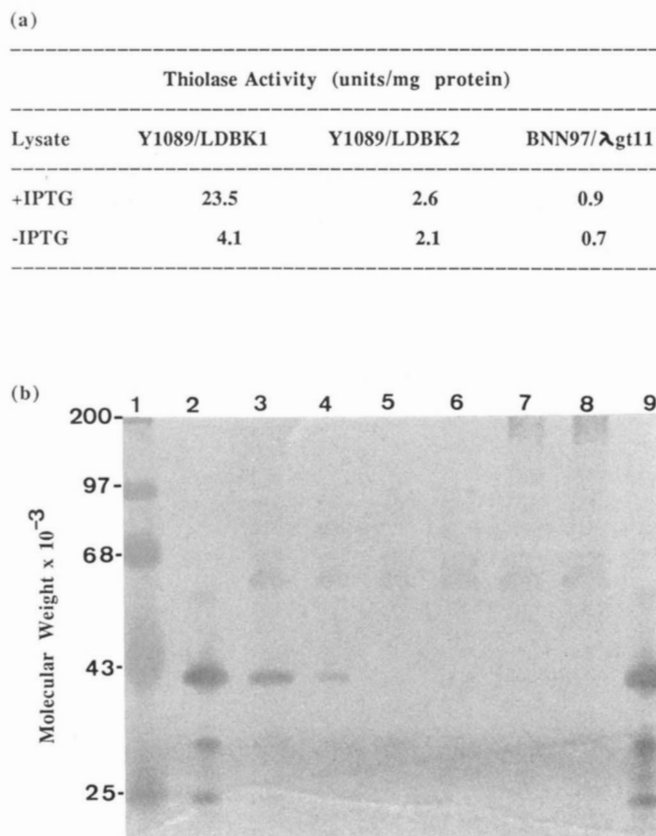 (a)
Thiolase Activity (units/mg protein)
Lysate Y1089/LDBK1 Y1089/LDBK2 BNN97/λgt11
+IPTG 23.5 2.6 0.9
-IPTG 4.1 2.1 0.7
(b)
1 2 3 4 5 6 7 8 9
200-
97-
68-
43-
25-
Molecular Weight x 10⁻³